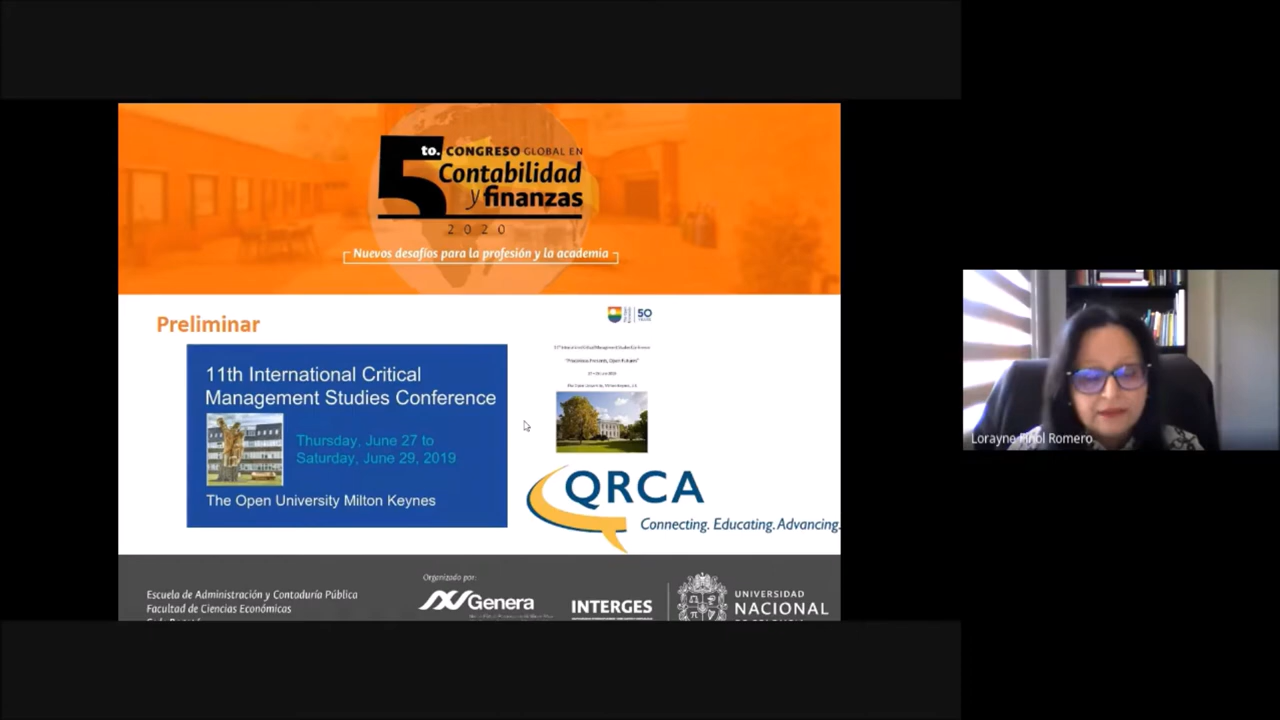 5to. CONGRESO GLOBAL EN
Contabilidad
y finanzas
2020
Nuevos desafíos para la profesión y la academia
Preliminar
50
YEARS
11th International Critical
Management Studies Conference
Thursday, June 27 to
Saturday, June 29, 2019
The Open University Milton Keynes
QRCA
Connecting. Educating. Advancing.
Escuela de Administración y Contaduría Pública
Facultad de Ciencias Económicas
Organizado por:
Genera
INTERGES
UNIVERSIDAD
NACIONAL
Lorayne Finol Romero